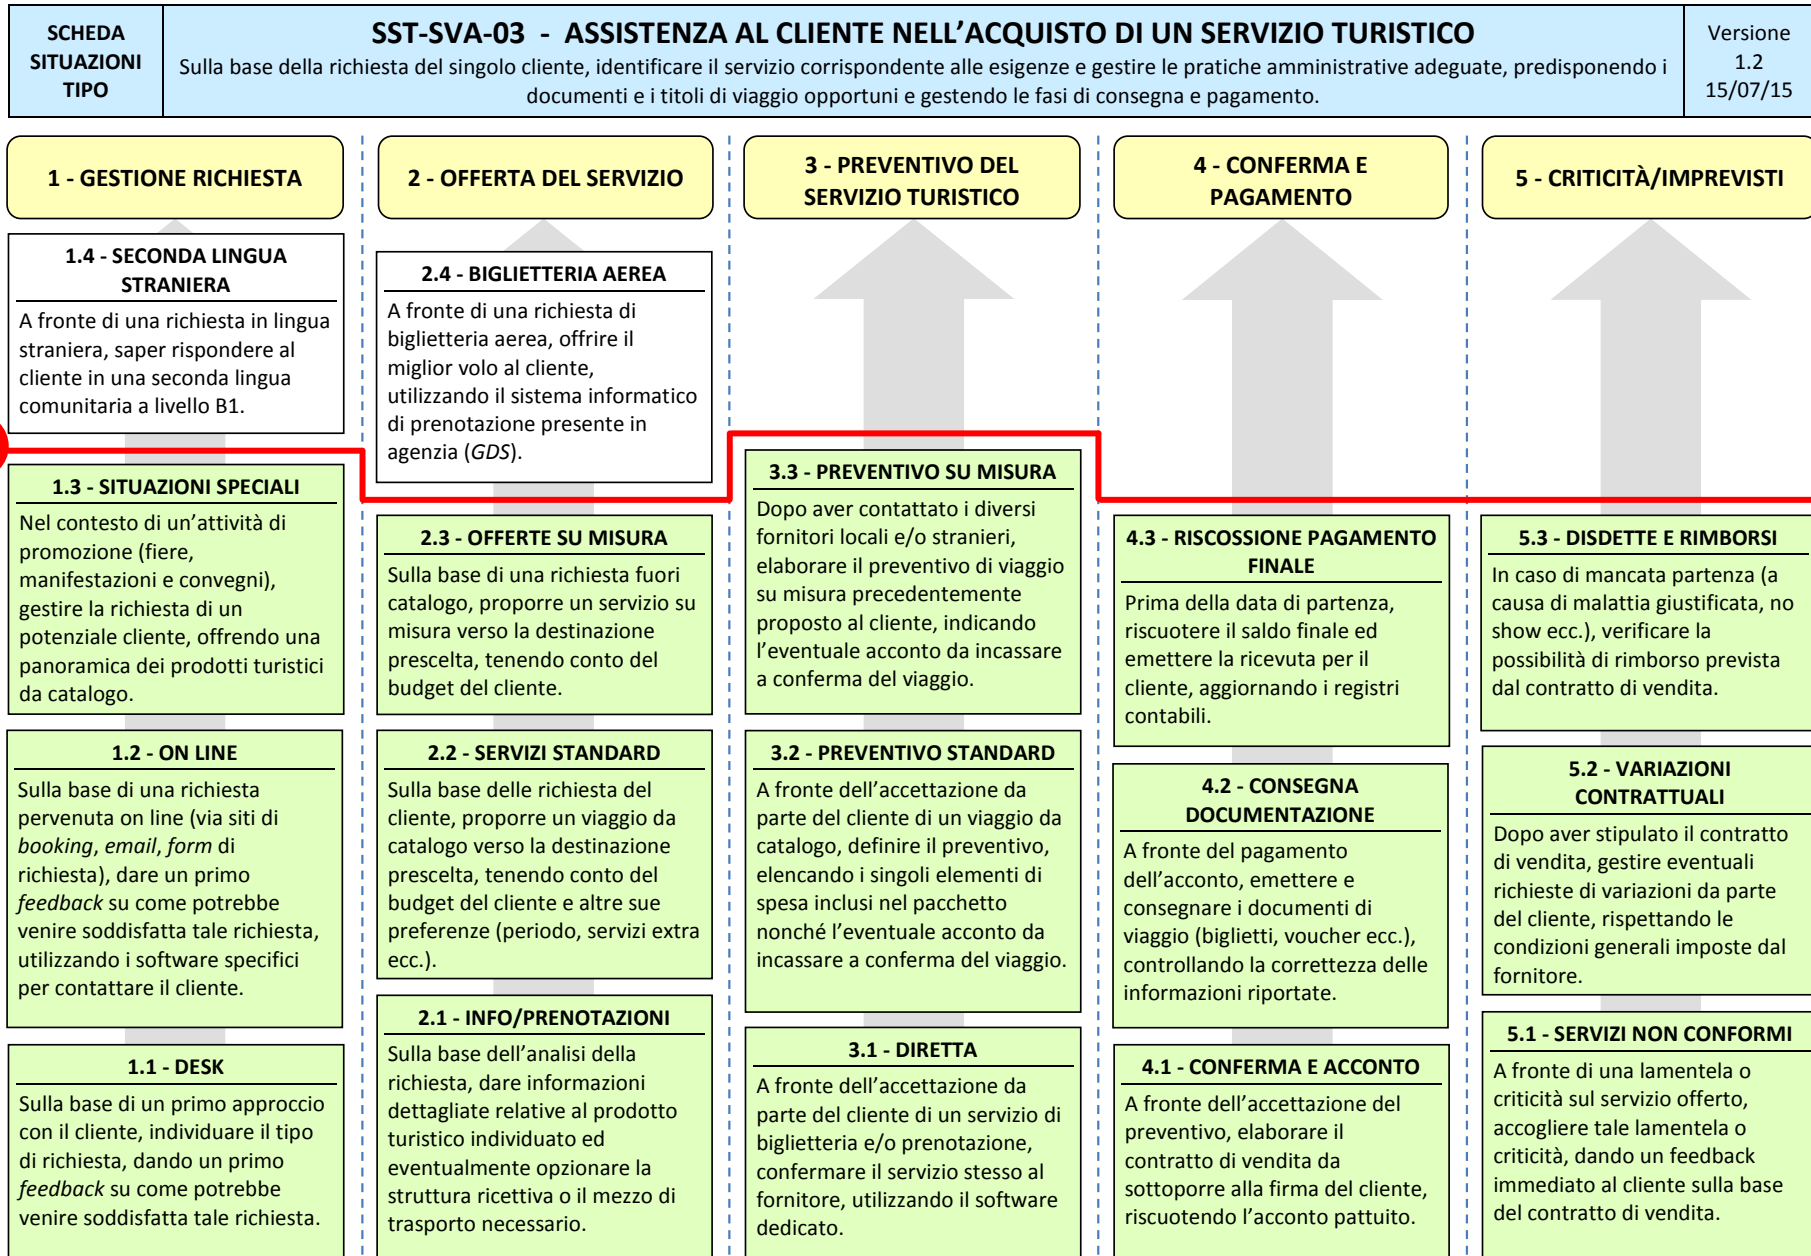 SCHEDA
SITUAZIONI
TIPO
SST-SVA-03 - ASSISTENZA AL CLIENTE NELL'ACQUISTO DI UN SERVIZIO TURISTICO
Sulla base della richiesta del singolo cliente, identificare il servizio corrispondente alle esigenze e gestire le pratiche amministrative adeguate, predisponendo i
documenti e i titoli di viaggio opportuni e gestendo le fasi di consegna e pagamento.
Versione
1.2
15/07/15
1 - GESTIONE RICHIESTA
1.4 - SECONDA LINGUA
STRANIERA
A fronte di una richiesta in lingua
straniera, saper rispondere al
cliente in una seconda lingua
comunitaria a livello B1.
1.3 - SITUAZIONI SPECIALI
Nel contesto di un'attività di
promozione (fiere,
manifestazioni e convegni),
gestire la richiesta di un
potenziale cliente, offrendo una
panoramica dei prodotti turistici
da catalogo.
1.2 - ON LINE
Sulla base di una richiesta
pervenuta on line (via siti di
booking, email, form di
richiesta), dare un primo
feedback su come potrebbe
venire soddisfatta tale richiesta,
utilizzando i software specifici
per contattare il cliente.
1.1 - DESK
Sulla base di un primo approccio
con il cliente, individuare il tipo
di richiesta, dando un primo
feedback su come potrebbe
venire soddisfatta tale richiesta.
2 - OFFERTA DEL SERVIZIO
2.4 - BIGLIETTERIA AEREA
A fronte di una richiesta di
biglietteria aerea, offrire il
miglior volo al cliente,
utilizzando il sistema informatico
di prenotazione presente in
agenzia (GDS).
2.3 - OFFERTE SU MISURA
Sulla base di una richiesta fuori
catalogo, proporre un servizio su
misura verso la destinazione
prescelta, tenendo conto del
budget del cliente.
2.2 - SERVIZI STANDARD
Sulla base delle richiesta del
cliente, proporre un viaggio da
catalogo verso la destinazione
prescelta, tenendo conto del
budget del cliente e altre sue
preferenze (periodo, servizi extra
ecc.).
2.1 - INFO/PRENOTAZIONI
Sulla base dell'analisi della
richiesta, dare informazioni
dettagliate relative al prodotto
turistico individuato ed
eventualmente opzionare la
struttura ricettiva o il mezzo di
trasporto necessario.
3 - PREVENTIVO DEL
SERVIZIO TURISTICO
3.3 - PREVENTIVO SU MISURA
Dopo aver contattato i diversi
fornitori locali e/o stranieri,
elaborare il preventivo di viaggio
su misura precedentemente
proposto al cliente, indicando
l'eventuale acconto da incassare
a conferma del viaggio.
3.2 - PREVENTIVO STANDARD
A fronte dell'accettazione da
parte del cliente di un viaggio da
catalogo, definire il preventivo,
elencando i singoli elementi di
spesa inclusi nel pacchetto
nonché l'eventuale acconto da
incassare a conferma del viaggio.
3.1 - DIRETTA
A fronte dell'accettazione da
parte del cliente di un servizio di
biglietteria e/o prenotazione,
confermare il servizio stesso al
fornitore, utilizzando il software
dedicato.
4 - CONFERMA E
PAGAMENTO
4.3 - RISCOSSIONE PAGAMENTO
FINALE
Prima della data di partenza,
riscuotere il saldo finale ed
emettere la ricevuta per il
cliente, aggiornando i registri
contabili.
4.2 - CONSEGNA
DOCUMENTAZIONE
A fronte del pagamento
dell'acconto, emettere e
consegnare i documenti di
viaggio (biglietti, voucher ecc.),
controllando la correttezza delle
informazioni riportate.
4.1 - CONFERMA E ACCONTO
A fronte dell'accettazione del
preventivo, elaborare il
contratto di vendita da
sottoporre alla firma del cliente,
riscuotendo l'acconto pattuito.
5 - CRITICITÀ/IMPREVISTI
5.3 - DISDETTE E RIMBORSI
In caso di mancata partenza (a
causa di malattia giustificata, no
show ecc.), verificare la
possibilità di rimborso prevista
dal contratto di vendita.
5.2 - VARIAZIONI
CONTRATTUALI
Dopo aver stipulato il contratto
di vendita, gestire eventuali
richieste di variazioni da parte
del cliente, rispettando le
condizioni generali imposte dal
fornitore.
5.1 - SERVIZI NON CONFORMI
A fronte di una lamentela o
criticità sul servizio offerto,
accogliere tale lamentela o
criticità, dando un feedback
immediato al cliente sulla base
del contratto di vendita.